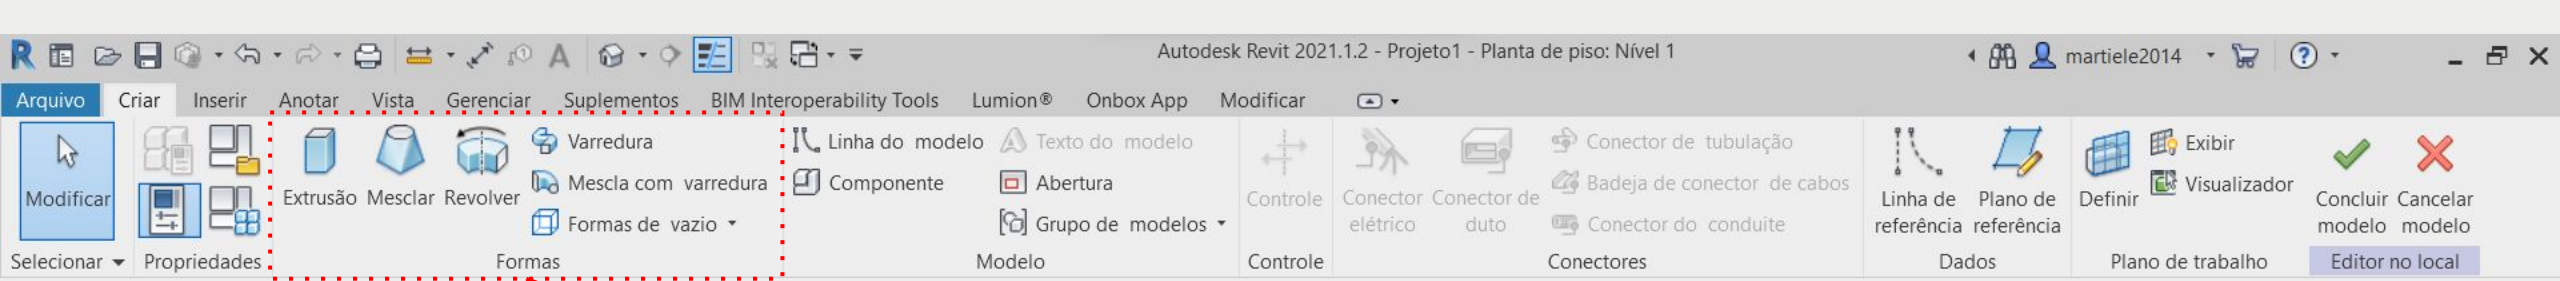 Autodesk Revit 2021.1.2 - Projeto1 - Planta de piso: Nível 1
martiele2014
Arquivo Criar Inserir Anotar Vista Gerenciar Suplementos BIM Interoperability Tools Lumion® Onbox App Modificar
Modificar
Selecionar
Propriedades
Extrusão Mesclar Revolver
Varredura
Mescla com varredura
Formas de vazio
Formas
Linha do modelo
Componente
Texto do modelo
Abertura
Grupo de modelos
Modelo
Controle
Controle
Conector elétrico
Conector de duto
Conector de tubulação
Badeja de conector de cabos
Conector do conduite
Conectores
Linha de referência
Plano de referência
Dados
Definir
Exibir
Visualizador
Plano de trabalho
Concluir modelo
Cancelar modelo
Editor no local